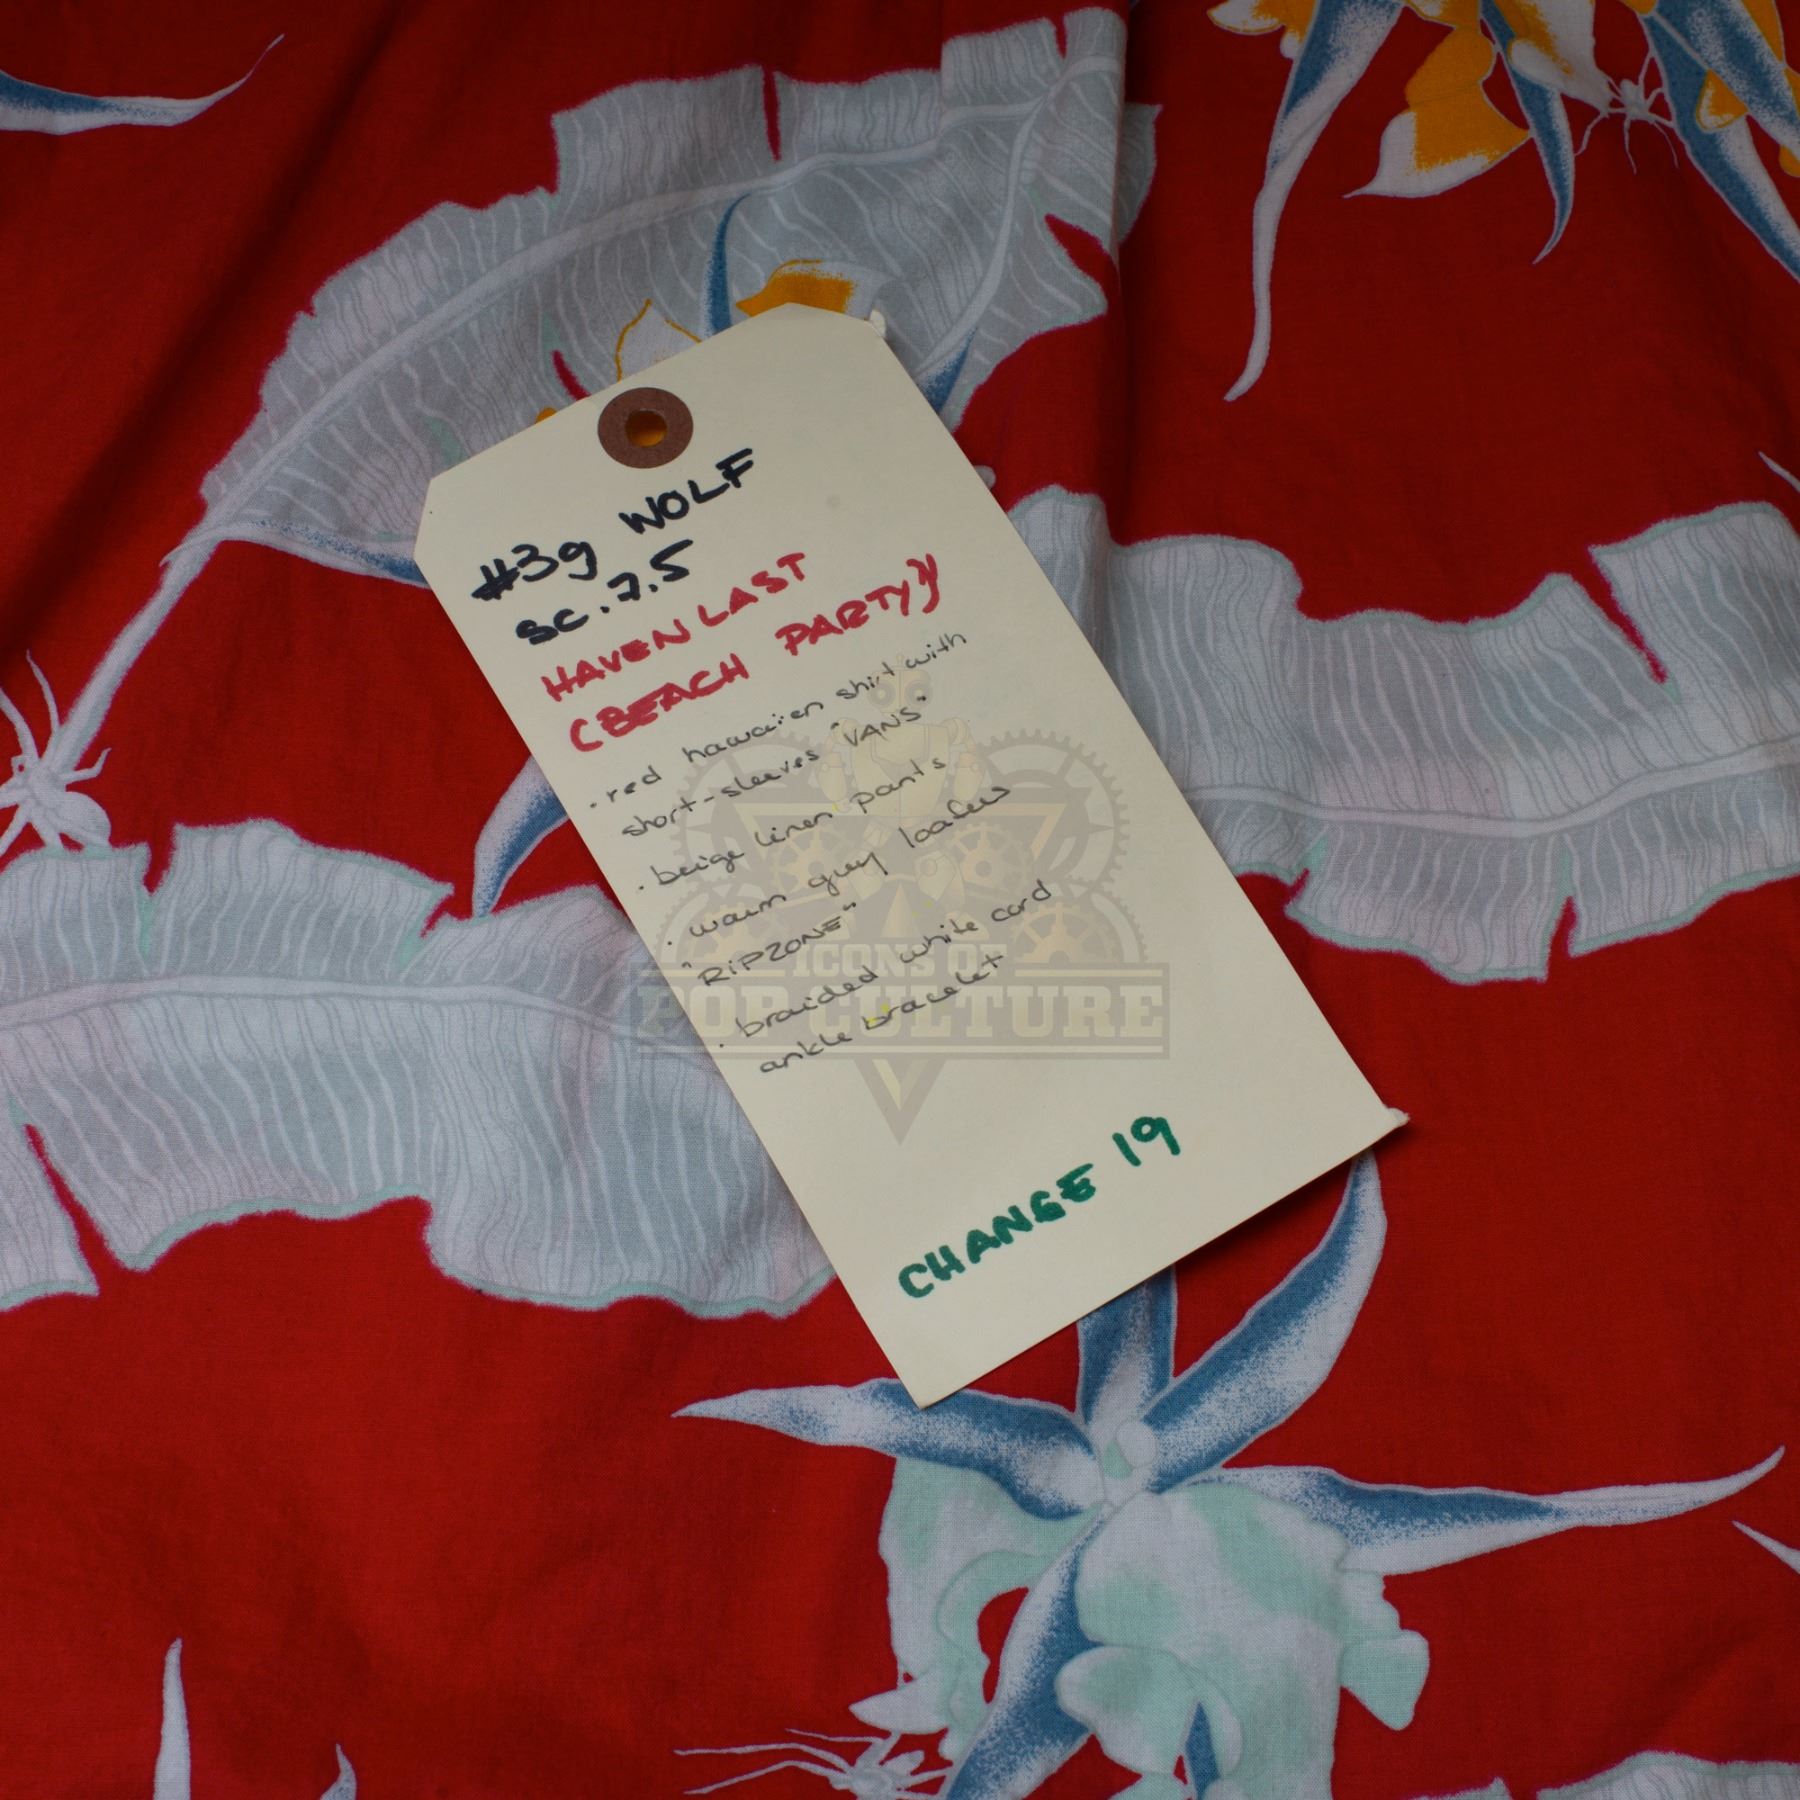 #39 WOLF
SC. 7.5
HAVEN LAST
(BEACH PARTY)
· red hawaiien shirt with
short-sleeves "VANS"
· beige linen pants
· warm grey loafers
"RIPZONE"
· braided white cord
ankle bracelet
CHANGE 19
ICONS OF
POP CULTURE